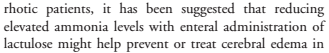 rhotic patients, it has been suggested that reducing
elevated ammonia levels with enteral administration of
lactulose might help prevent or treat cerebral edema in